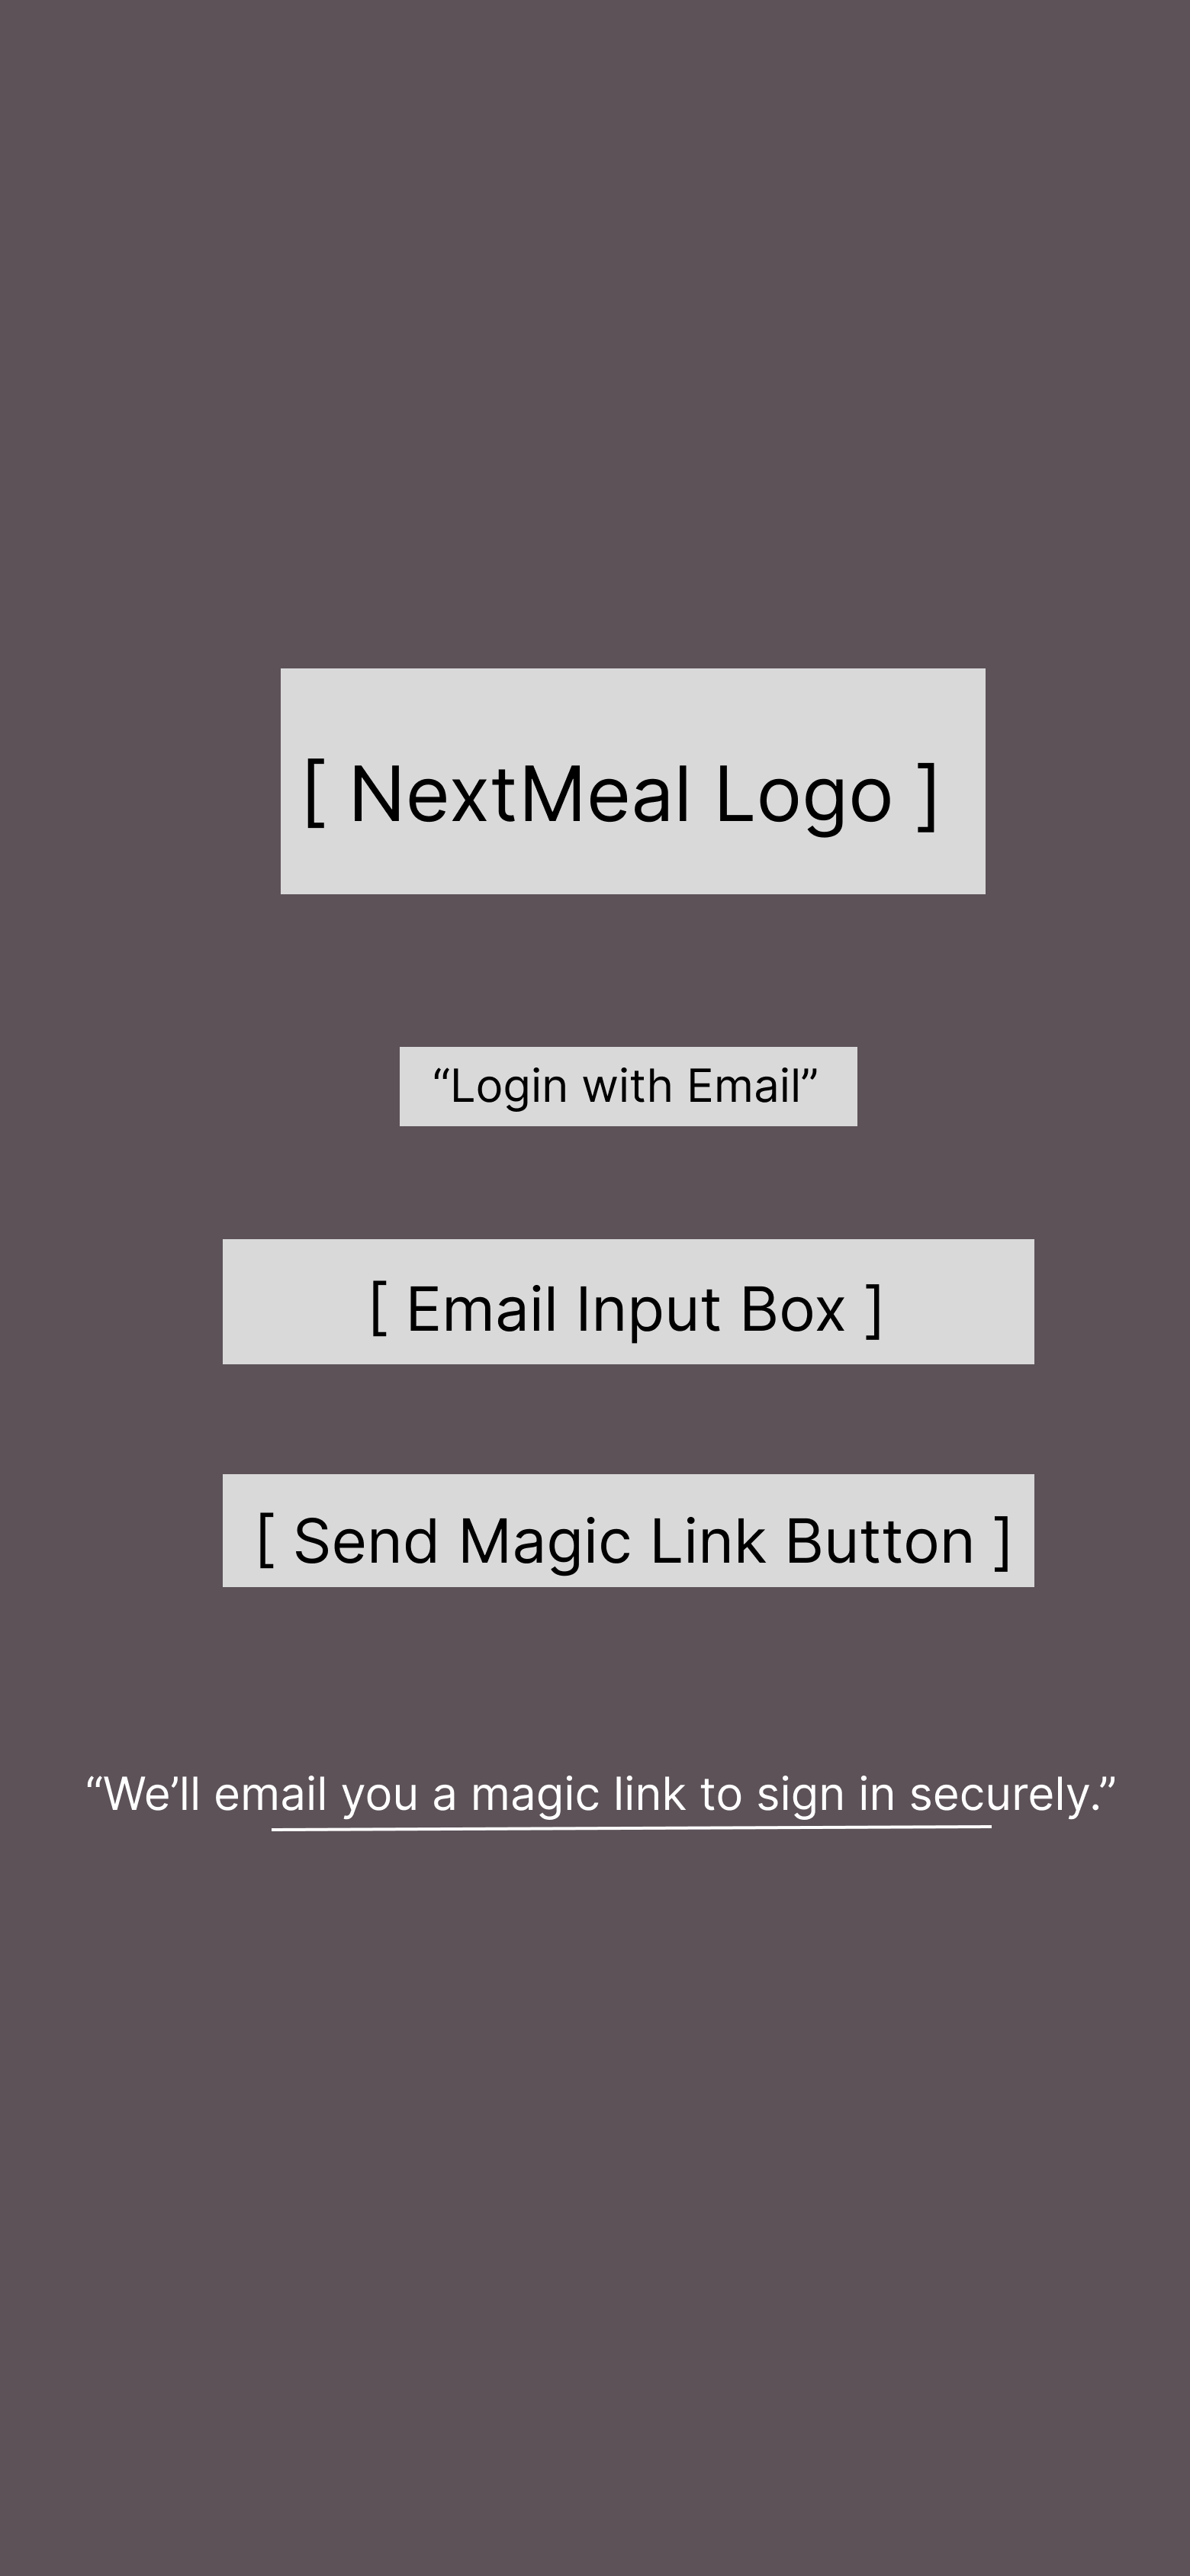 [ NextMeal Logo ]
“Login with Email”
[ Email Input Box ]
[ Send Magic Link Button ]
“We’ll email you a magic link to sign in securely.”